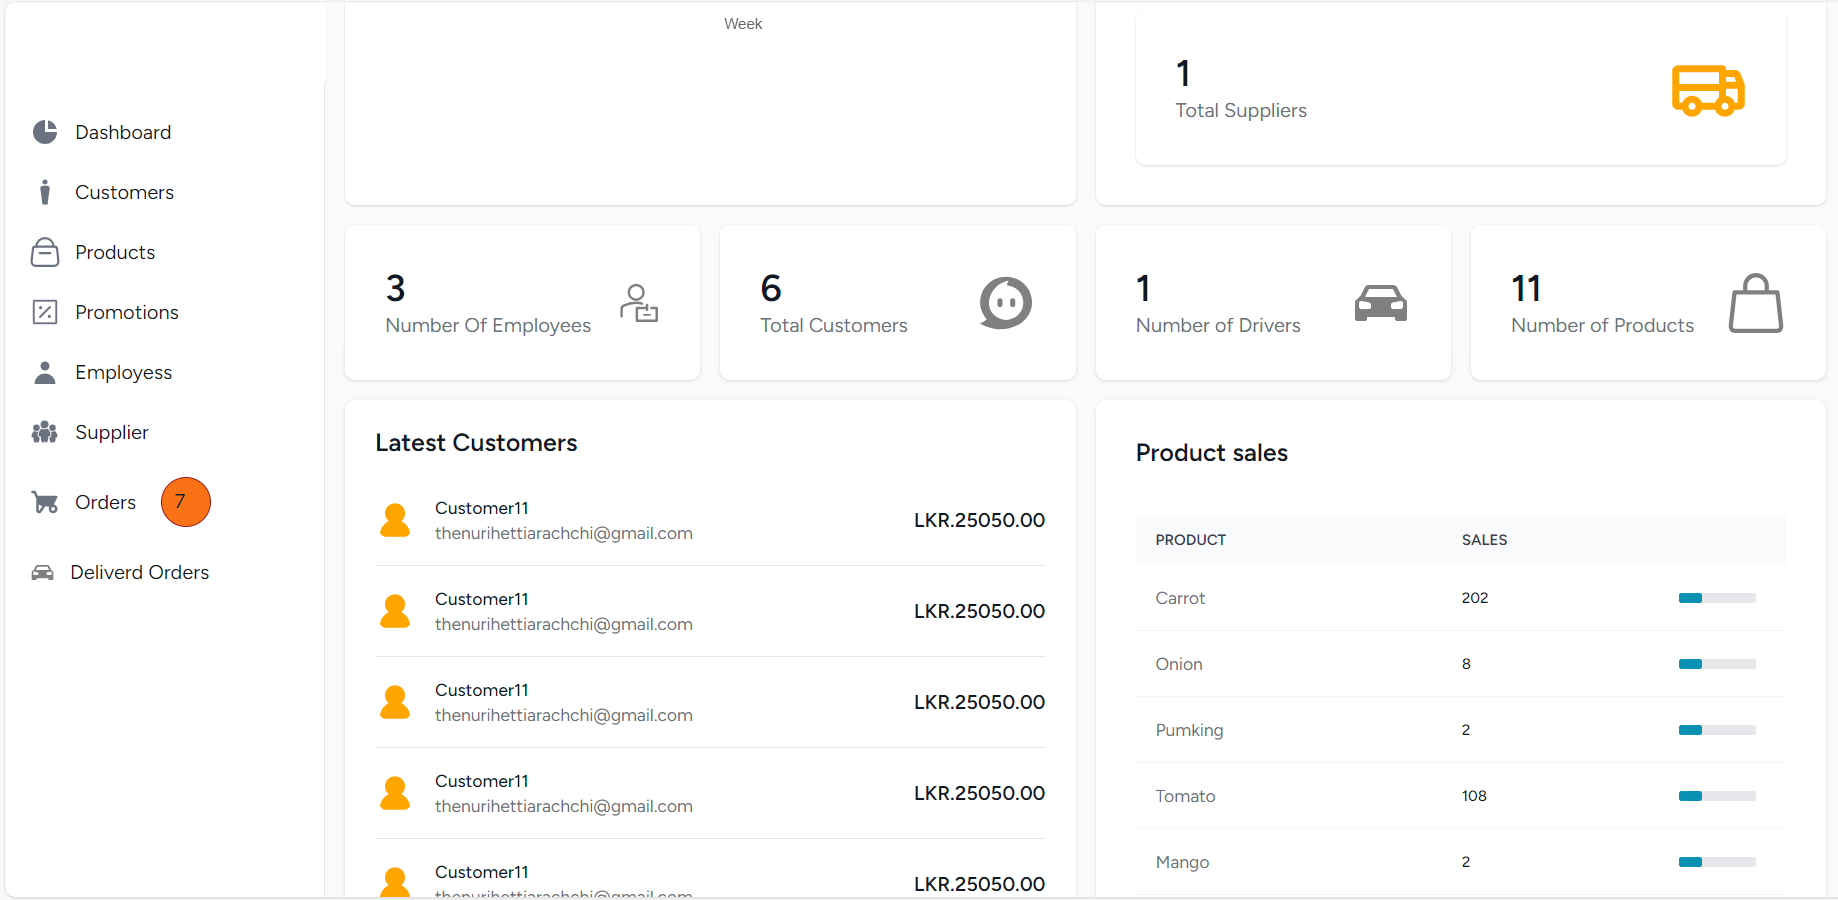 Dashboard
Customers
Products
Promotions
Employess
Supplier
Orders 7
Deliverd Orders
Week
1
Total Suppliers
3
Number Of Employees
6
Total Customers
1
Number of Drivers
11
Number of Products
Latest Customers
Customer11
thenurihettiarachchi@gmail.com
LKR.25050.00
Customer11
thenurihettiarachchi@gmail.com
LKR.25050.00
Customer11
thenurihettiarachchi@gmail.com
LKR.25050.00
Customer11
thenurihettiarachchi@gmail.com
LKR.25050.00
Customer11
thenurihettiarachchi@gmail.com
LKR.25050.00
Product sales
PRODUCT SALES
Carrot 202
Onion 8
Pumking 2
Tomato 108
Mango 2